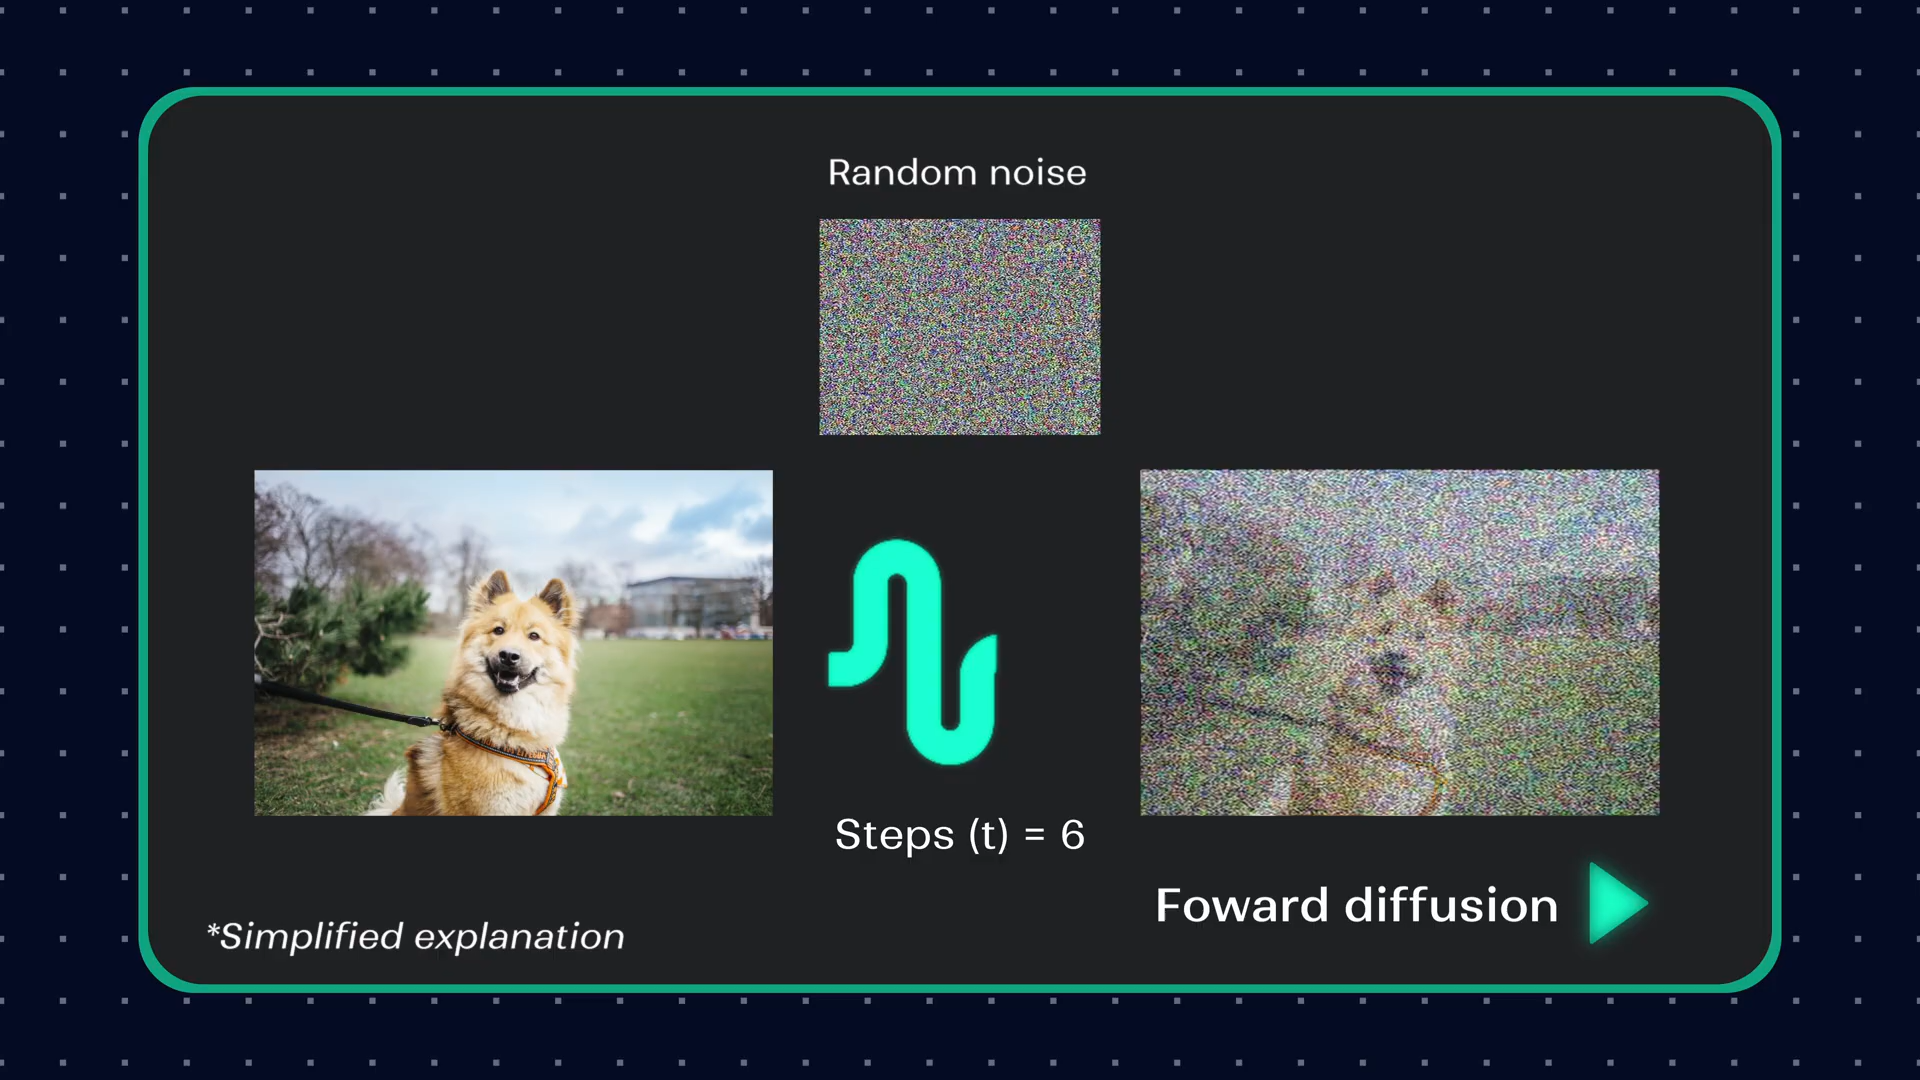 Random noise
Steps (t) = 6
Foward diffusion
*Simplified explanation